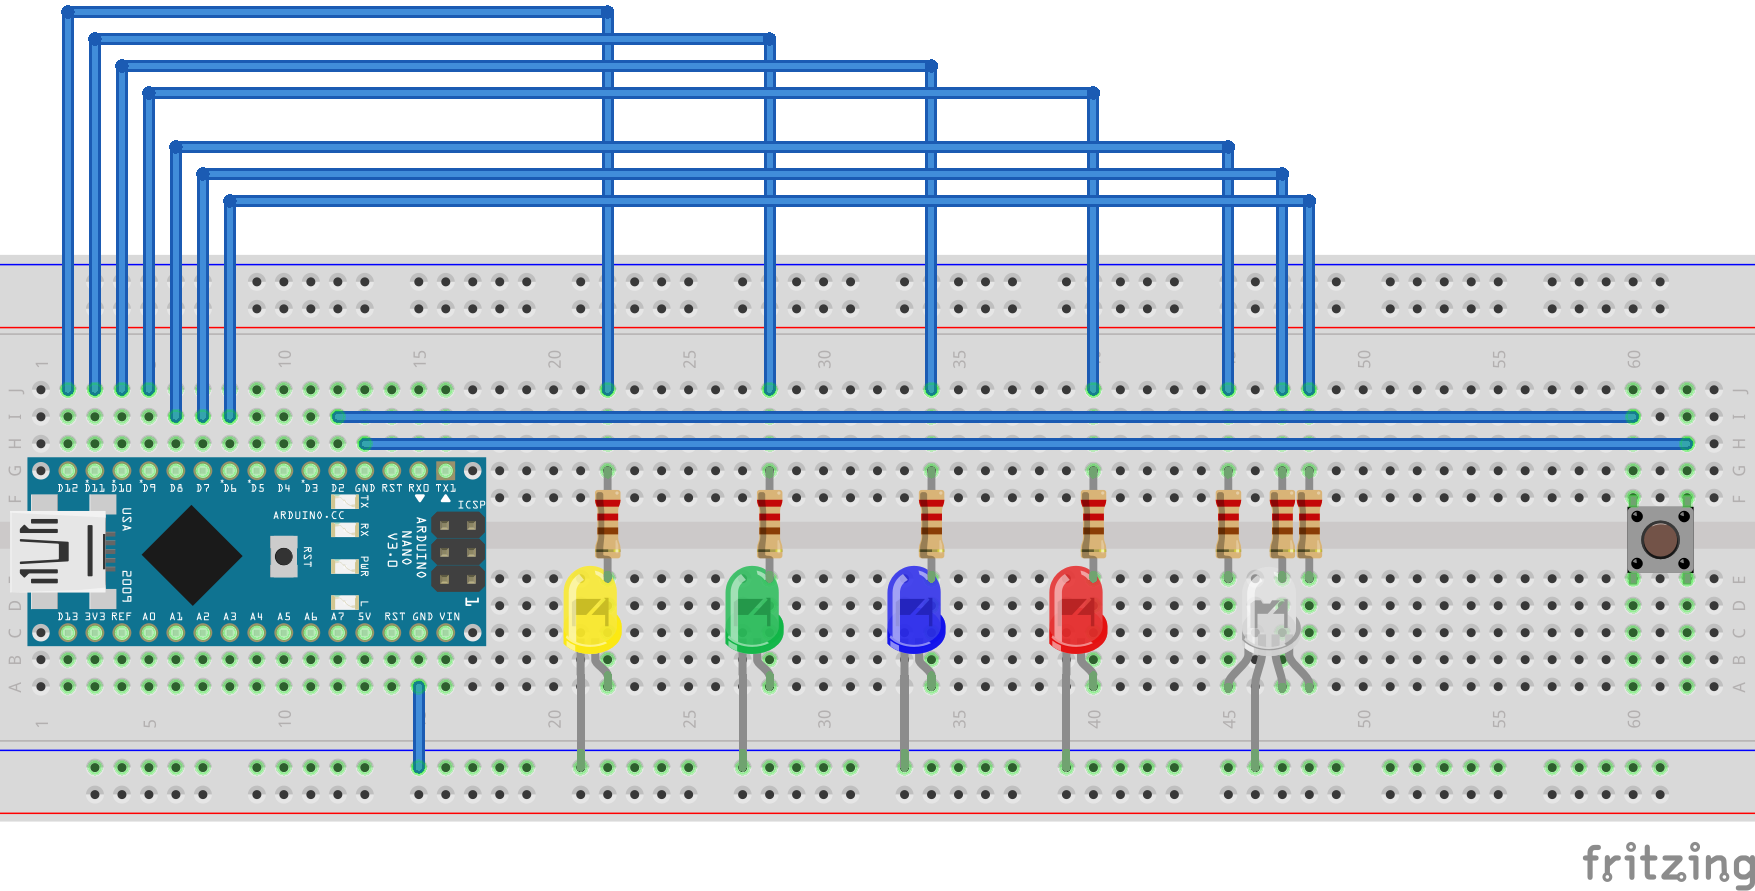 1 10 15 20 25 30 35 50 55 60
J J
I I
H H
G G
F F
D12 D11 D10 D9 D8 D7 D6 D5 D4 D3 D2 GND RST RX0 TX1
ICSP
ARDUINO.CC
TX
RX
PWR
L
USA
2009
RST
ARDUINO
NANO
V3.0
1
D13 3V3 REF A0 A1 A2 A3 A4 A5 A6 A7 5V RST GND VIN
E
D D
C C
B B
A A
1 5 10 20 25 30 35 40 45 50 55 60
fritzing